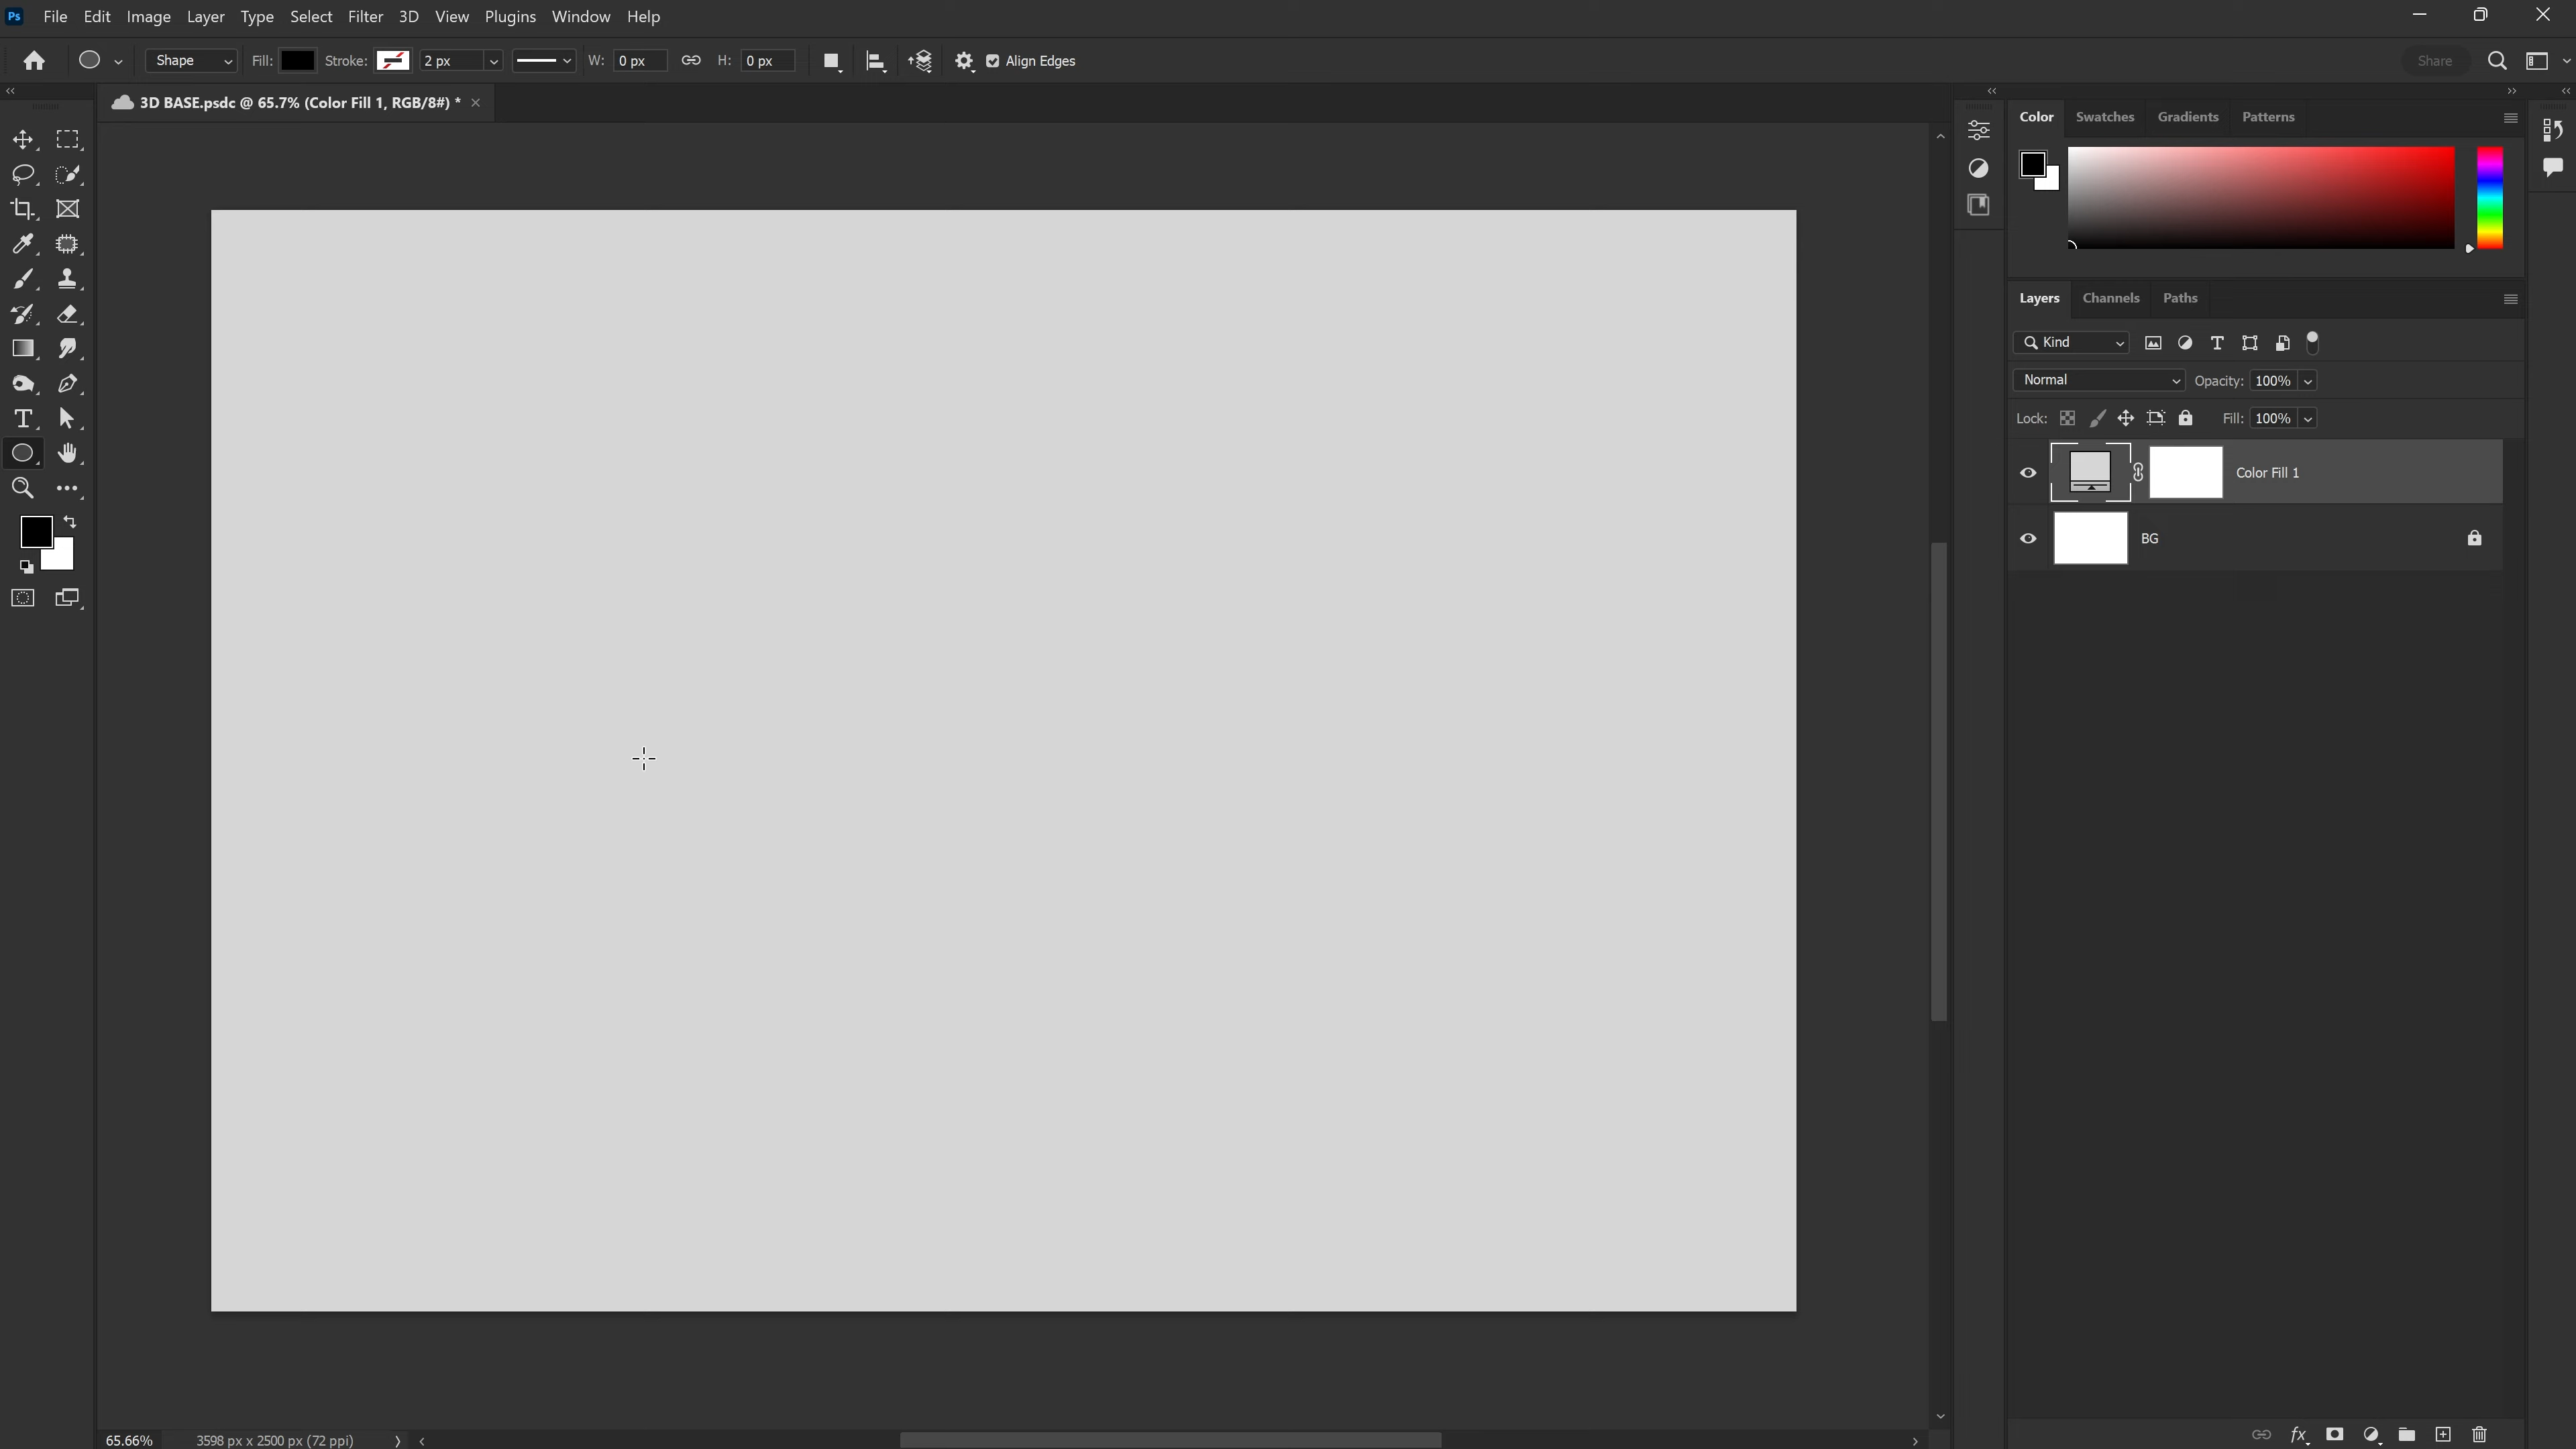 Ps File Edit Image Layer Type Select Filter 3D View Plugins Window Help
Shape Fill: Stroke: 2 px W: 0 px H: 0 px Align Edges Share
3D BASE.psdc @ 65.7% (Color Fill 1, RGB/8#) *
Color Swatches Gradients Patterns
Layers Channels Paths
Kind
Normal Opacity: 100%
Lock: Fill: 100%
Color Fill 1
BG
65.66% 3598 px x 2500 px (72 ppi)
fx